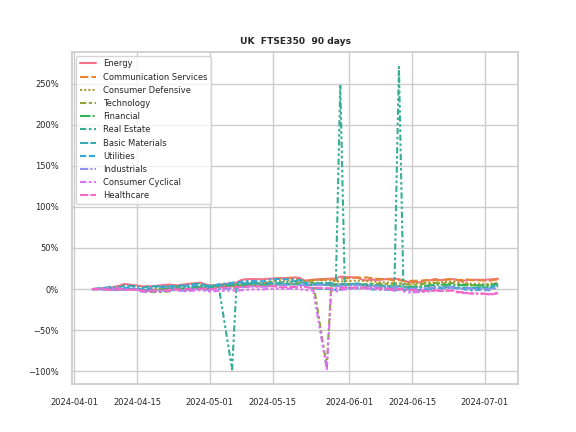 UK FTSE350 90 days
Energy
Communication Services
Consumer Defensive
Technology
Financial
Real Estate
Basic Materials
Utilities
Industrials
Consumer Cyclical
Healthcare
250%
200%
150%
100%
50%
0%
−50%
−100%
2024-04-01 2024-04-15 2024-05-01 2024-05-15 2024-06-01 2024-06-15 2024-07-01